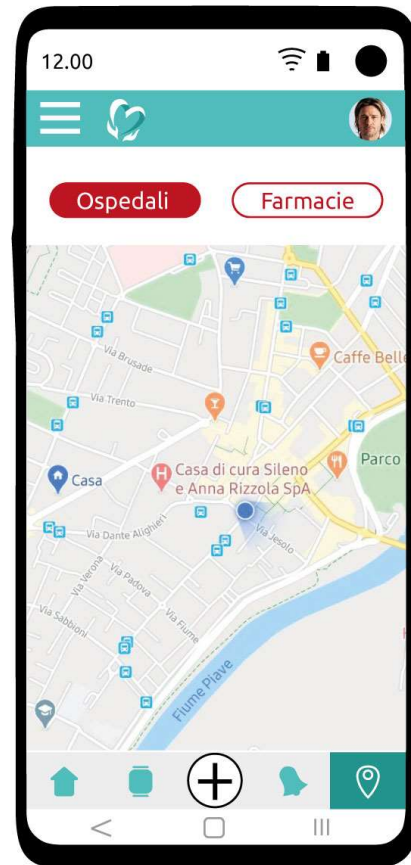 12.00
Ospedali
Farmacie
Via Brusade
Caffe Belle
Via Trento
Casa di cura Sileno
e Anna Rizzola SpA
Parco
Casa
Via Dante Alighieri
Via Jesolo
Via Verona
Via Padova
Via Fiume
Via Sabbioni
Fiume Piave